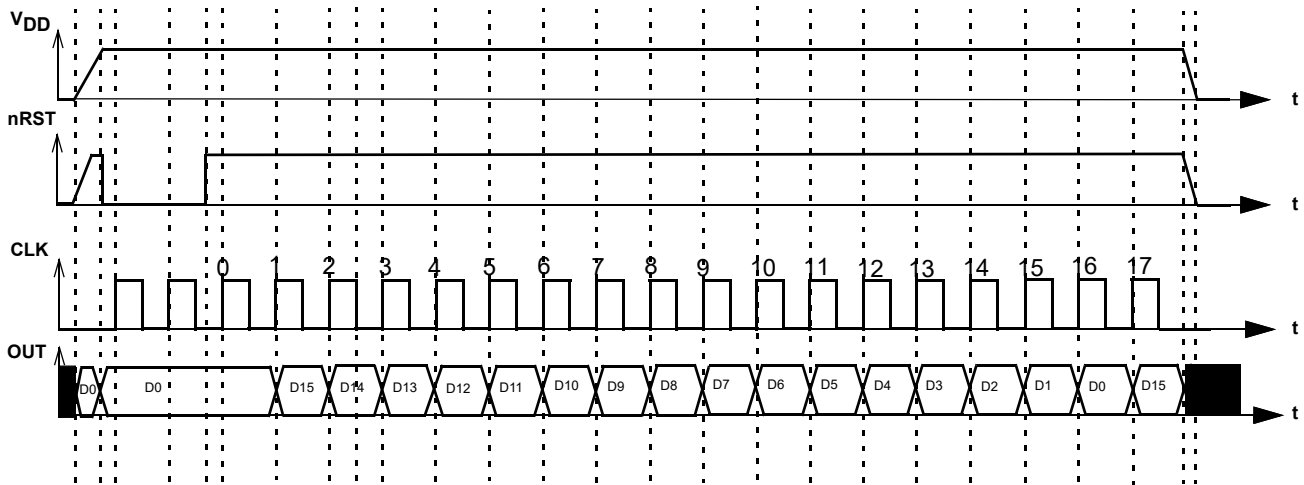 VDD
t
nRST
t
CLK
0 1 2 3 4 5 6 7 8 9 10 11 12 13 14 15 16 17
t
OUT
D0 D0 D15 D14 D13 D12 D11 D10 D9 D8 D7 D6 D5 D4 D3 D2 D1 D0 D15
t